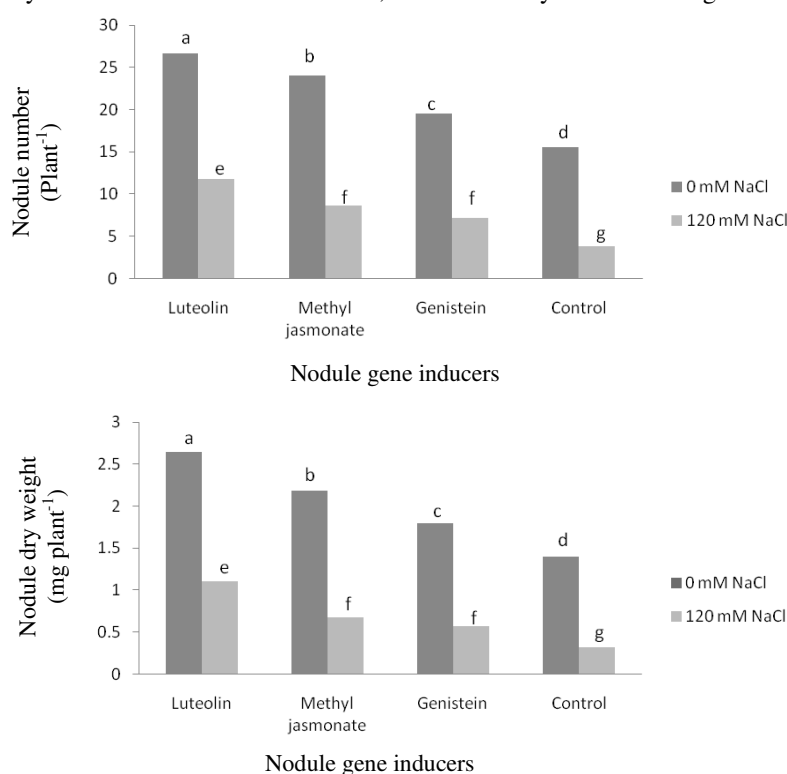 30
25
20
15
10
5
0
Nodule number
(Plant-1)
a
b
c
d
e
f
f
g
0 mM NaCl
120 mM NaCl
Luteolin
Methyl
jasmonate
Genistein
Control
Nodule gene inducers
3
2.5
2
1.5
1
0.5
0
Nodule dry weight
(mg plant-1)
a
b
c
d
e
f
f
g
0 mM NaCl
120 mM NaCl
Luteolin
Methyl
jasmonate
Genistein
Control
Nodule gene inducers